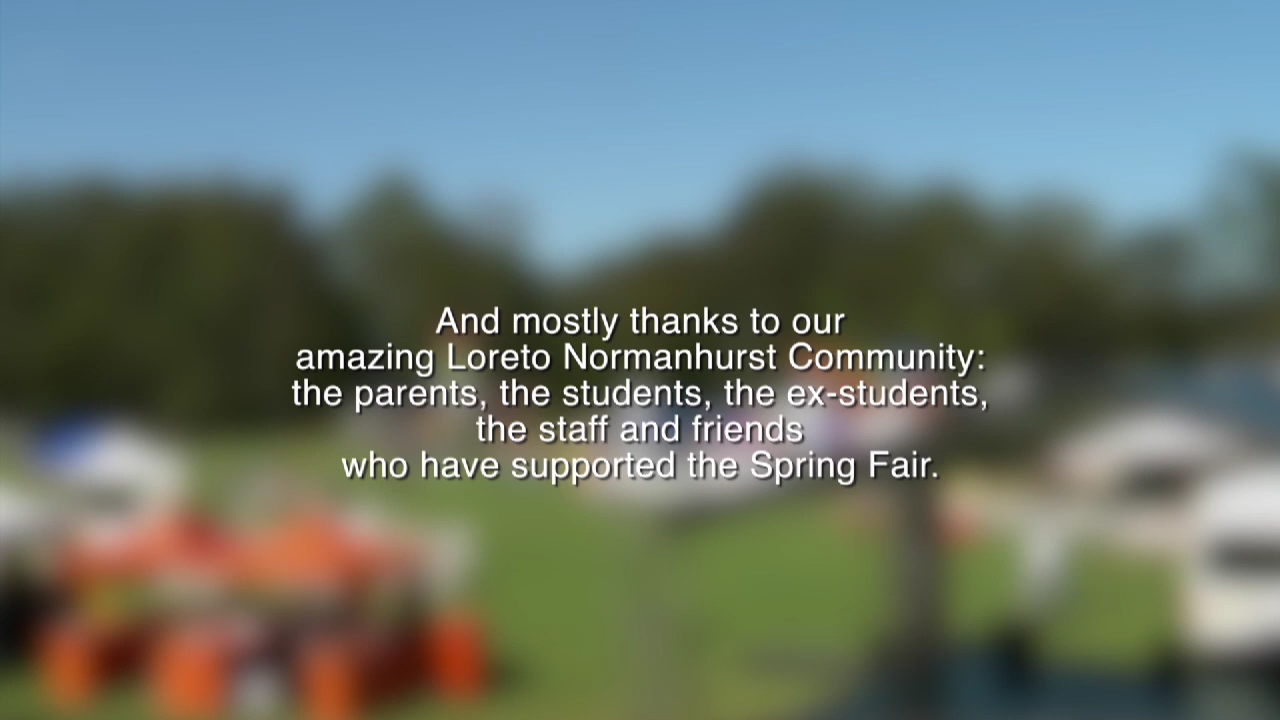 And mostly thanks to our
amazing Loreto Normanhurst Community:
the parents, the students, the ex-students,
the staff and friends
who have supported the Spring Fair.